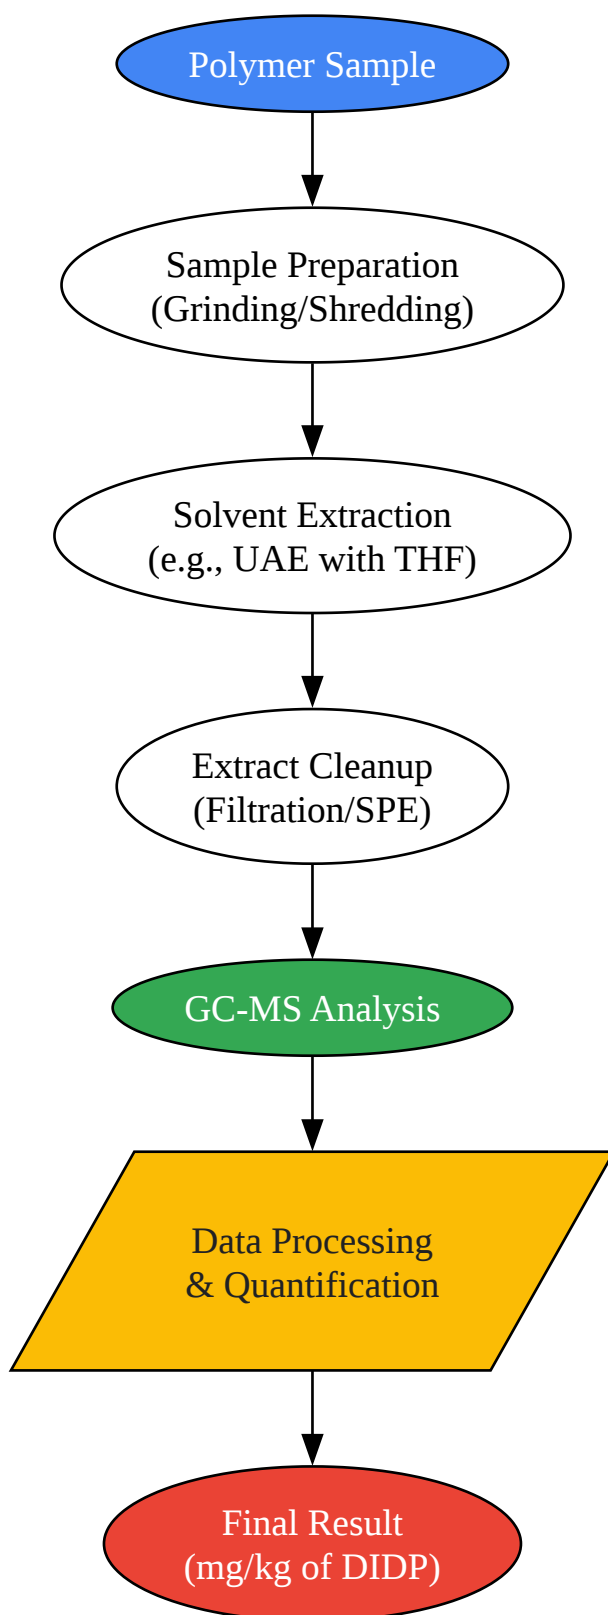 Polymer Sample
Sample Preparation
(Grinding/Shredding)
Solvent Extraction
(e.g., UAE with THF)
Extract Cleanup
(Filtration/SPE)
GC-MS Analysis
Data Processing
& Quantification
Final Result
(mg/kg of DIDP)